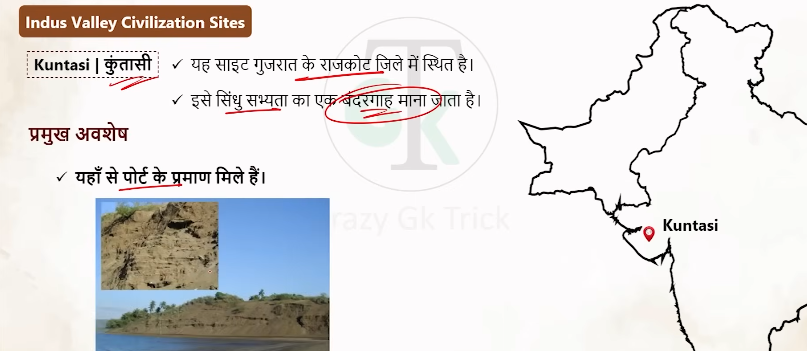 Indus Valley Civilization Sites
Kuntasi | कुंतासी
✓ यह साइट गुजरात के राजकोट ज़िले में स्थित है।
✓ इसे सिंधु सभ्यता का एक बंदरगाह माना जाता है।
प्रमुख अवशेष
✓ यहाँ से पोर्ट के प्रमाण मिले हैं।
Crazy Gk Trick
Kuntasi